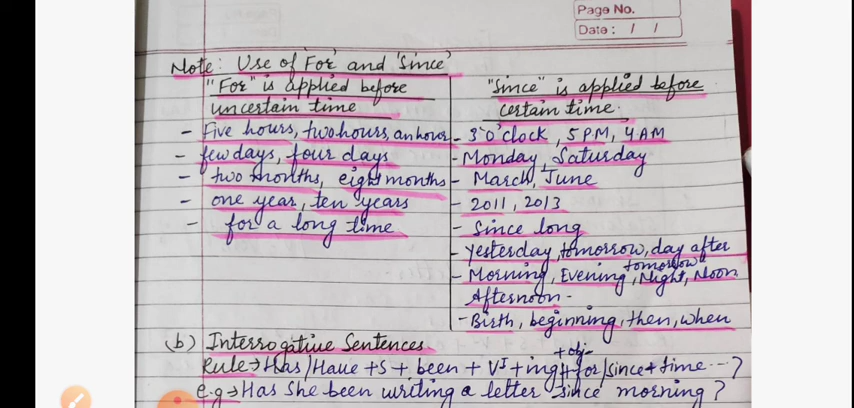 Page No.
Date : / /
Note: Use of 'For' and 'Since'
"For" is applied before
uncertain time
- Five hours, two hours, an hour
- few days, four days
- two months, eight months
- one year, ten years
- for a long time
"Since" is applied before
certain time.
- 3'o'clock, 5 P.M, 4 AM
- Monday, Saturday
- March, June
- 2011, 2013
- Since long
- Yesterday, tomorrow, day after
tomorrow
- Morning, Evening, Night, Noon
Afternoon.
- Birth, beginning, then, when
(b) Interrogative Sentences
+ obj
Rule→ Has/Have + S + been + V¹ + ing + for/since + time ...?
e.g→ Has She been writing a letter since morning?